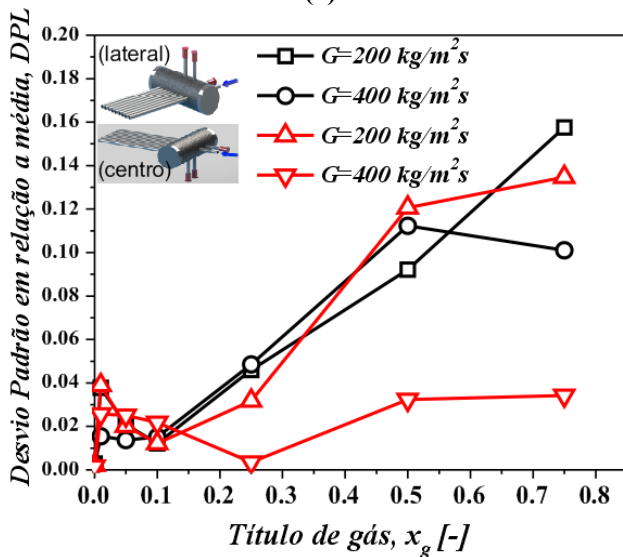 0.20
0.18
0.16
0.14
0.12
0.10
0.08
0.06
0.04
0.02
0.00
Desvio Padrão em relação a média, DPL
(lateral)
(centro)
G=200 kg/m²s
G=400 kg/m²s
G=200 kg/m²s
G=400 kg/m²s
0.0 0.1 0.2 0.3 0.4 0.5 0.6 0.7 0.8
Título de gás, x_g [-]